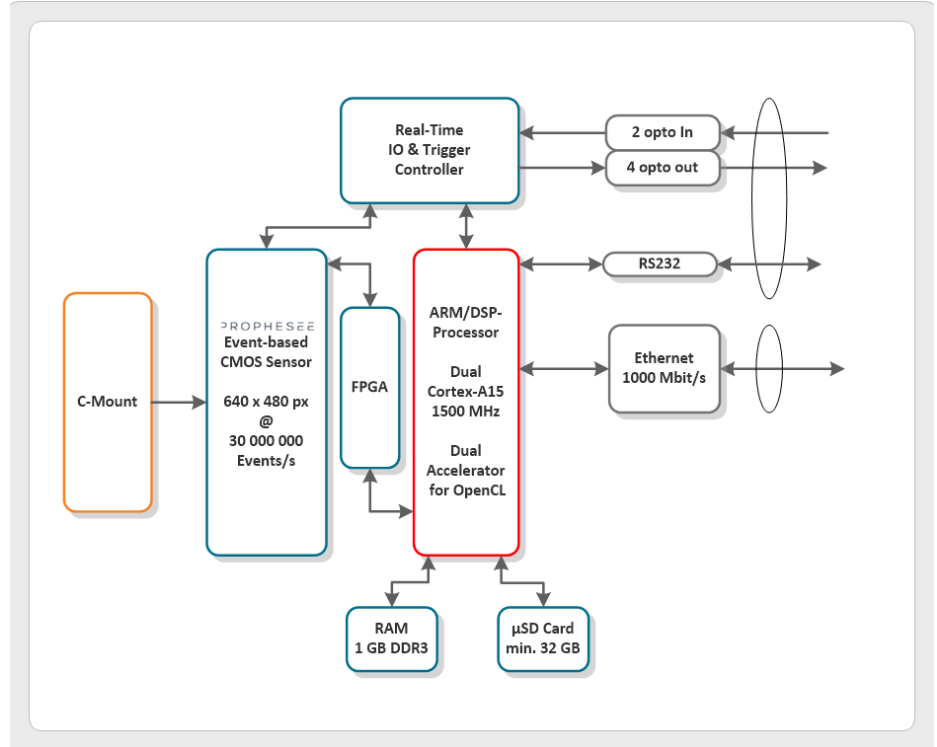 Real-Time
IO & Trigger
Controller
2 opto In
4 opto out
RS232
Ethernet
1000 Mbit/s
C-Mount
PROPHESEE
Event-based
CMOS Sensor
640 x 480 px
@
30 000 000
Events/s
FPGA
ARM/DSP-
Processor
Dual
Cortex-A15
1500 MHz
Dual
Accelerator
for OpenCL
RAM
1 GB DDR3
µSD Card
min. 32 GB